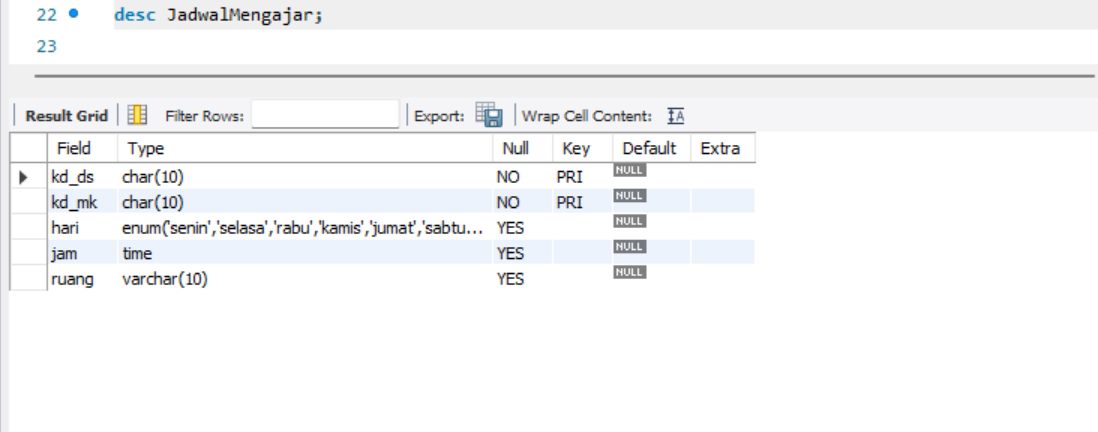 22 desc JadwalMengajar;
23
Result Grid Filter Rows: Export: Wrap Cell Content:
Field Type Null Key Default Extra
kd_ds char(10) NO PRI NULL
kd_mk char(10) NO PRI NULL
hari enum('senin','selasa','rabu','kamis','jumat','sabtu... YES NULL
jam time YES NULL
ruang varchar(10) YES NULL